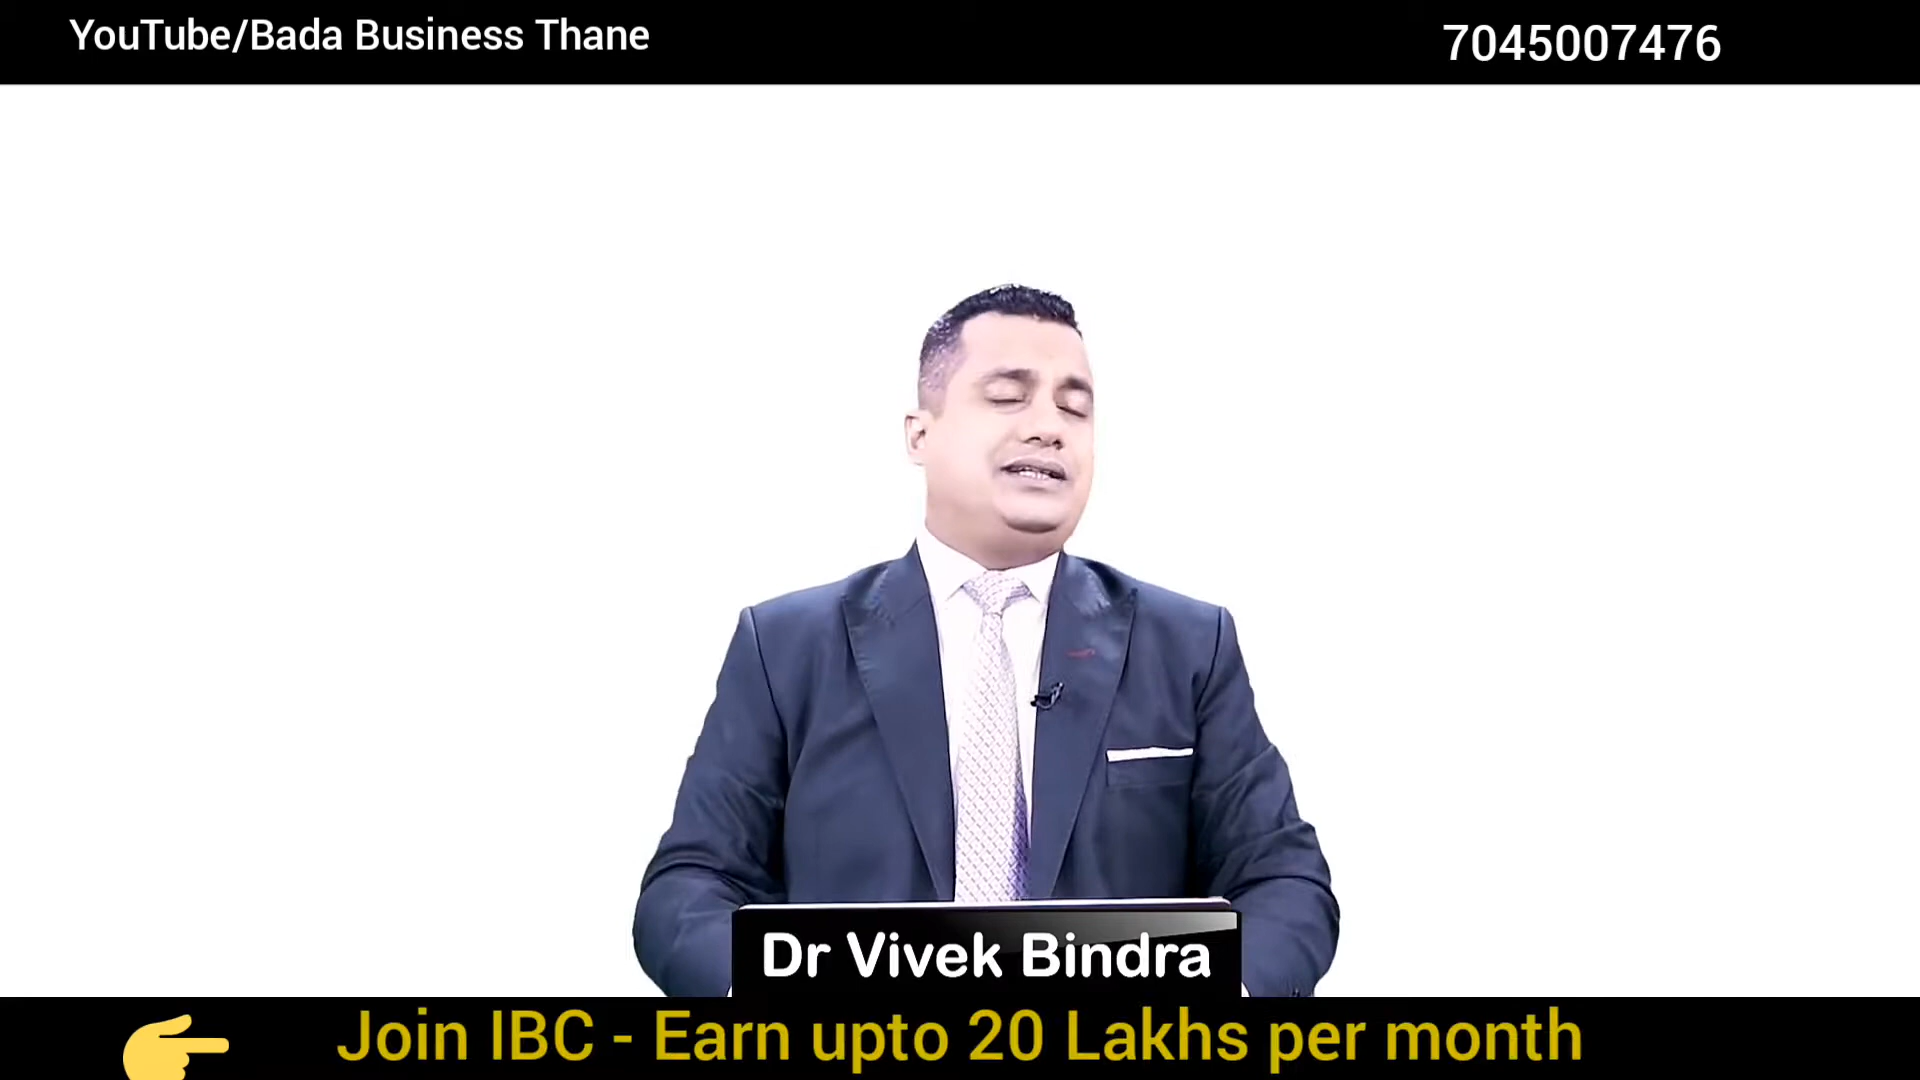 YouTube/Bada Business Thane
7045007476
Dr Vivek Bindra
Join IBC - Earn upto 20 Lakhs per month